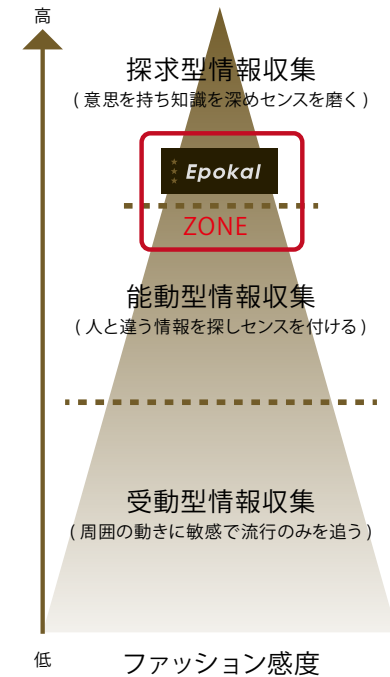 高
探求型情報収集
(意思を持ち知識を深めセンスを磨く)
Epokal
ZONE
能動型情報収集
(人と違う情報を探しセンスを付ける)
受動型情報収集
(周囲の動きに敏感で流行のみを追う)
低
ファッション感度